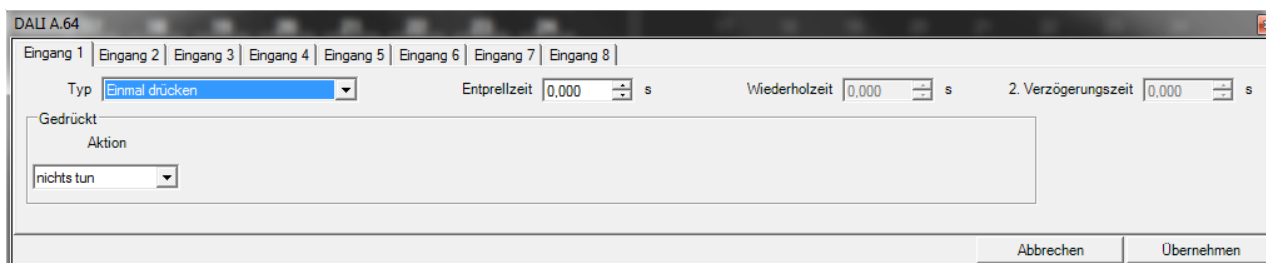 DALI A.64
Eingang 1 Eingang 2 Eingang 3 Eingang 4 Eingang 5 Eingang 6 Eingang 7 Eingang 8
Typ Einmal drücken Entprellzeit 0,000 s Wiederholzeit 0,000 s 2. Verzögerungszeit 0,000 s
Gedrückt
Aktion
nichts tun
Abbrechen Übernehmen